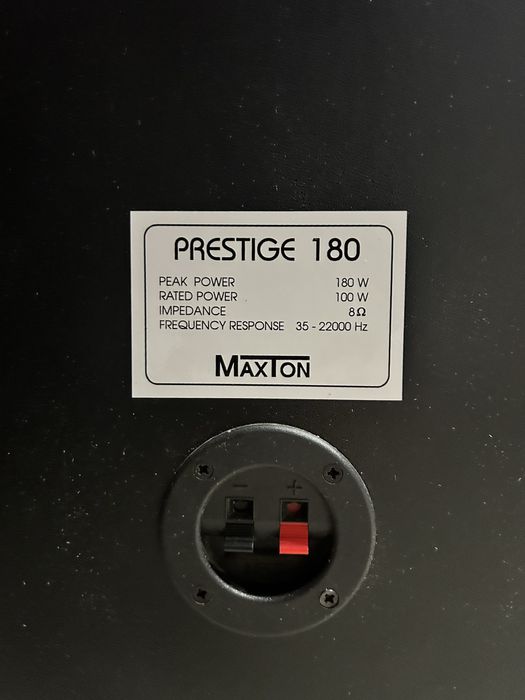 PRESTIGE 180
PEAK POWER 180 W
RATED POWER 100 W
IMPEDANCE 8Ω
FREQUENCY RESPONSE 35 - 22000 Hz
MAXTON
- +